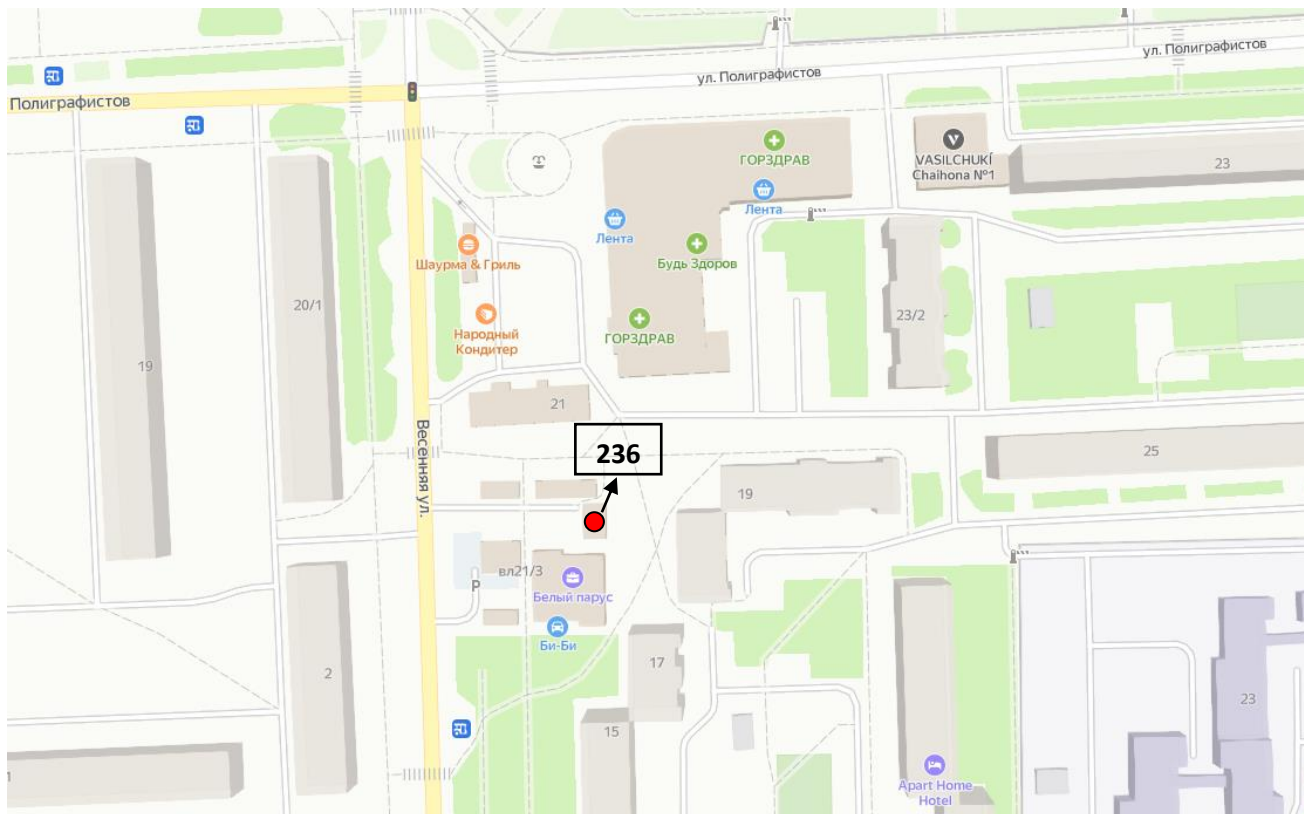 ул. Полиграфистов
ул. Полиграфистов
Полиграфистов
ГОРЗДРАВ
VASILCHUKÍ
Chaihona №1
23
Лента
Лента
Шаурма & Гриль
Будь Здоров
20/1
23/2
Народный
Кондитер
ГОРЗДРАВ
19
21
Весенняя ул.
236
25
19
вл21/3
P
Белый парус
Би-Би
17
2
23
15
Apart Home
Hotel
1